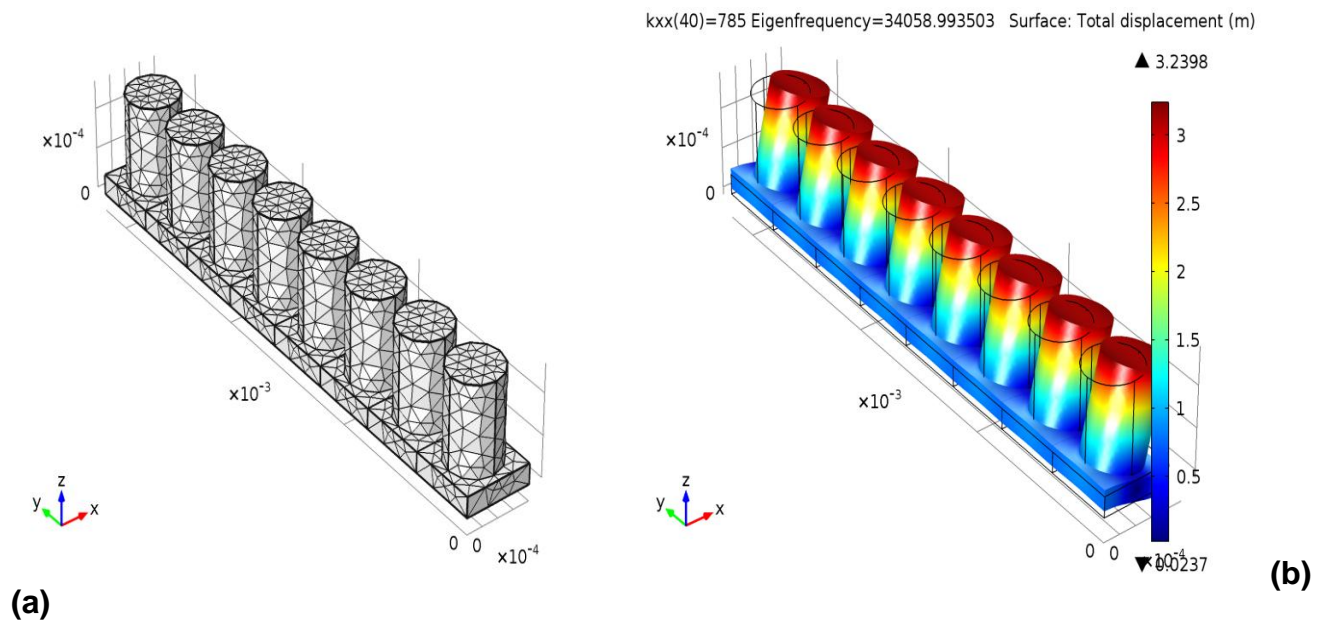 kxx(40)=785 Eigenfrequency=34058.993503 Surface: Total displacement (m)
×10⁻⁴
0
×10⁻³
z
y
x
0
0
×10⁻⁴
(a)
▲ 3.2398
×10⁻⁴
0
3
2.5
2
1.5
1
0.5
×10⁻³
z
y
x
0
0
×10⁻⁴
▼ 0.0237
(b)